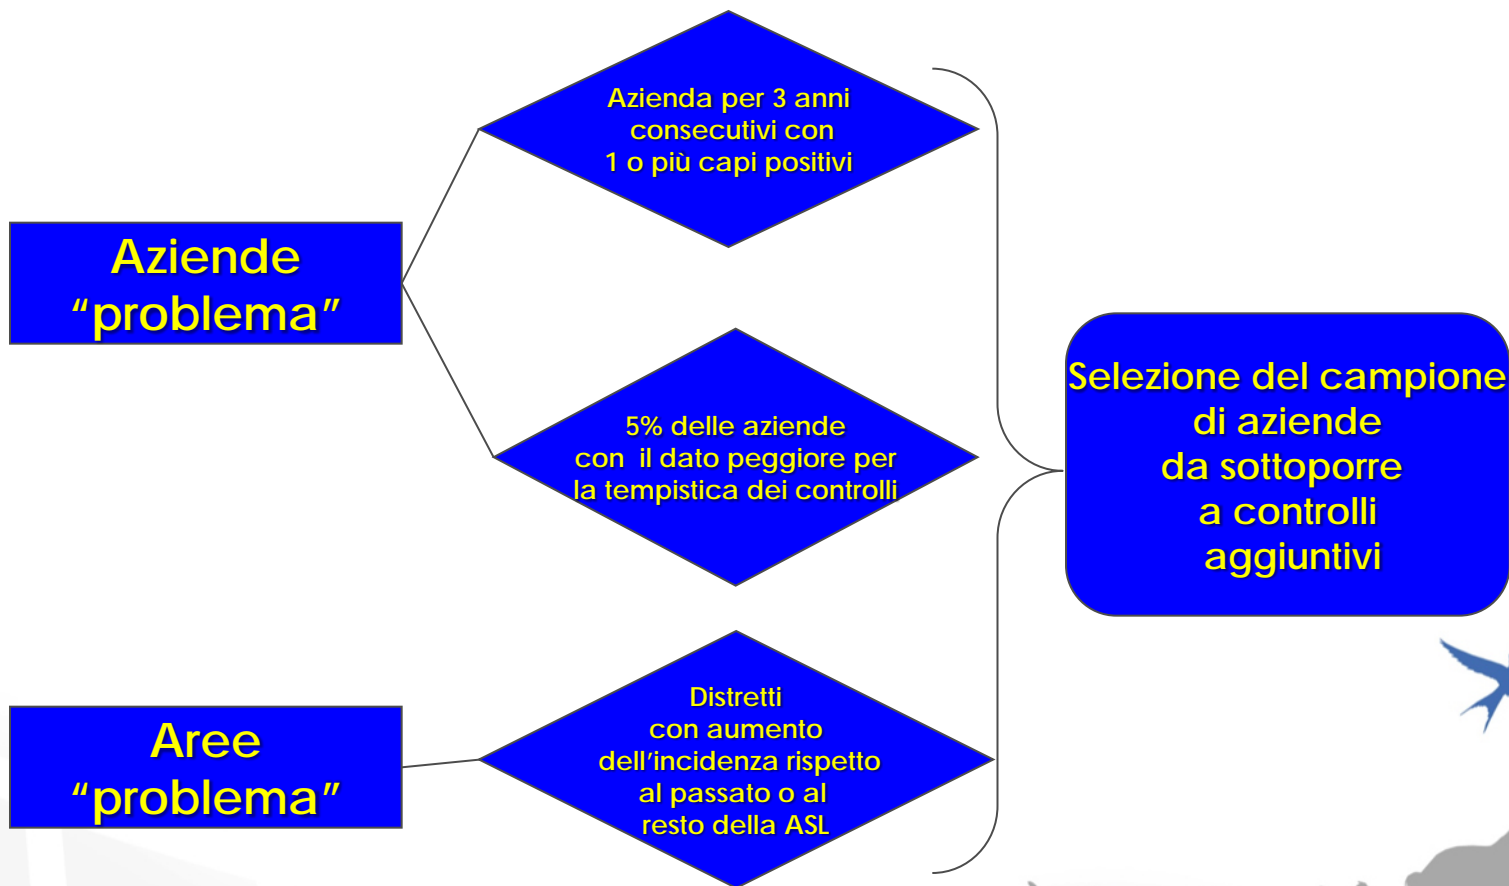 Azienda per 3 anni
consecutivi con
1 o più capi positivi
Aziende
“problema”
5% delle aziende
con il dato peggiore per
la tempistica dei controlli
Selezione del campione
di aziende
da sottoporre
a controlli
aggiuntivi
Distretti
con aumento
dell’incidenza rispetto
al passato o al
resto della ASL
Aree
“problema”